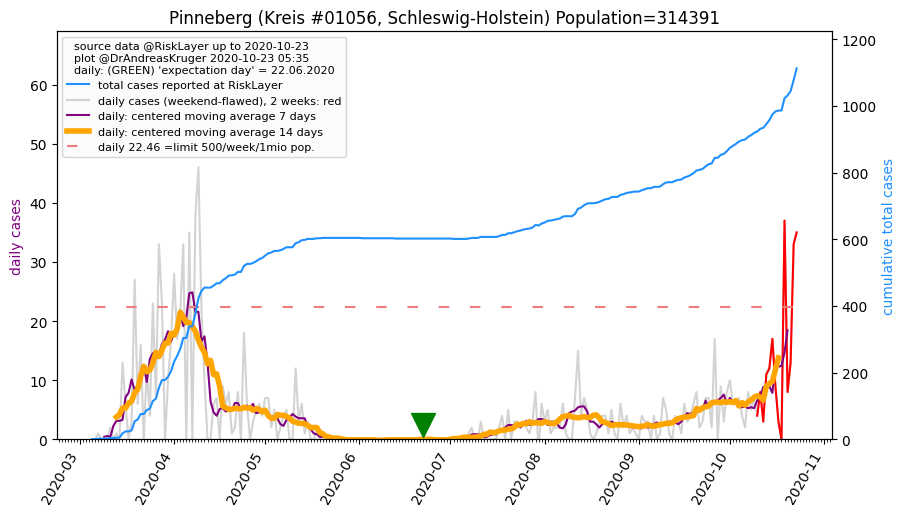 Pinneberg (Kreis #01056, Schleswig-Holstein) Population=314391
source data @RiskLayer up to 2020-10-23
plot @DrAndreasKruger 2020-10-23 05:35
daily: (GREEN) 'expectation day' = 22.06.2020
total cases reported at RiskLayer
daily cases (weekend-flawed), 2 weeks: red
daily: centered moving average 7 days
daily: centered moving average 14 days
daily 22.46 =limit 500/week/1mio pop.
daily cases
60
50
40
30
20
10
0
cumulative total cases
1200
1000
800
600
400
200
0
2020-03
2020-04
2020-05
2020-06
2020-07
2020-08
2020-09
2020-10
2020-11